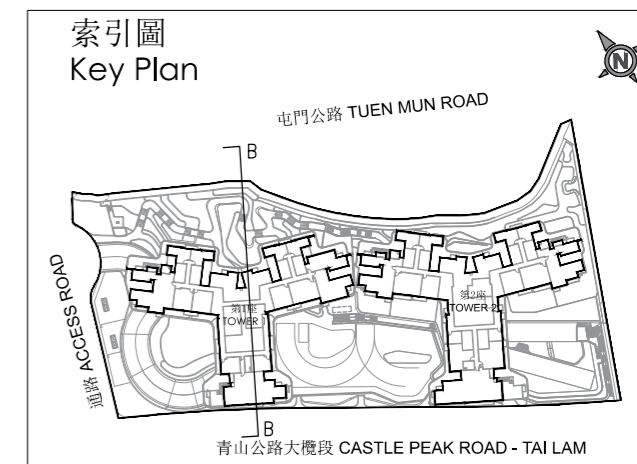 索引圖
Key Plan
N
屯門公路 TUEN MUN ROAD
B
通路 ACCESS ROAD
第1座
TOWER 1
第2座
TOWER 2
B
青山公路大欖段 CASTLE PEAK ROAD - TAI LAM